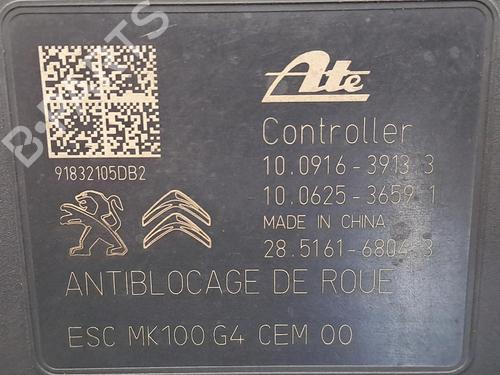 Ate
Controller
10.0916-3913.3
10.0625-3659.1
MADE IN CHINA
28.5161-6804.3
91832105DB2
ANTIBLOCAGE DE ROUE
ESC MK100 G4 CEM 00